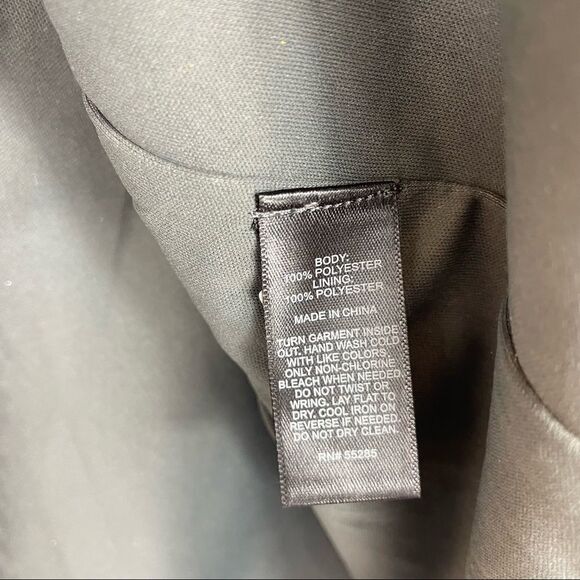 BODY:
100% POLYESTER
LINING:
100% POLYESTER
MADE IN CHINA
TURN GARMENT INSIDE
OUT. HAND WASH COLD
WITH LIKE COLORS.
ONLY NON-CHLORINE
BLEACH WHEN NEEDED.
DO NOT TWIST OR
WRING. LAY FLAT TO
DRY. COOL IRON ON
REVERSE IF NEEDED.
DO NOT DRY CLEAN.
RN# 55285